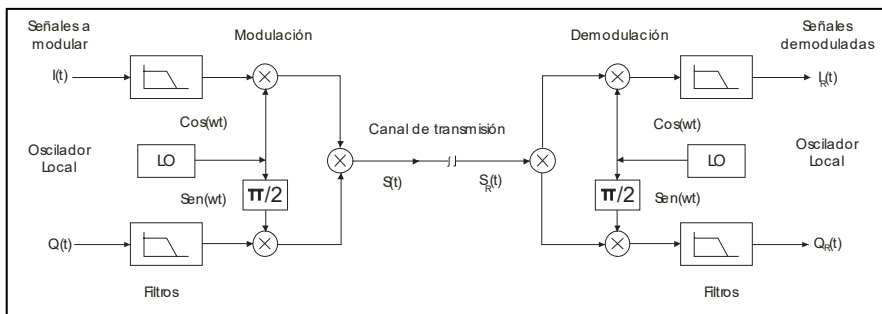 Señales a
modular
Modulación
Demodulación
Señales
demoduladas
I(t)
I_R(t)
Cos(wt)
Canal de transmisión
Cos(wt)
Oscilador
Local
LO
S(t)
S_R(t)
LO
Oscilador
Local
Sen(wt)
π/2
Sen(wt)
π/2
Q(t)
Q_R(t)
Filtros
Filtros